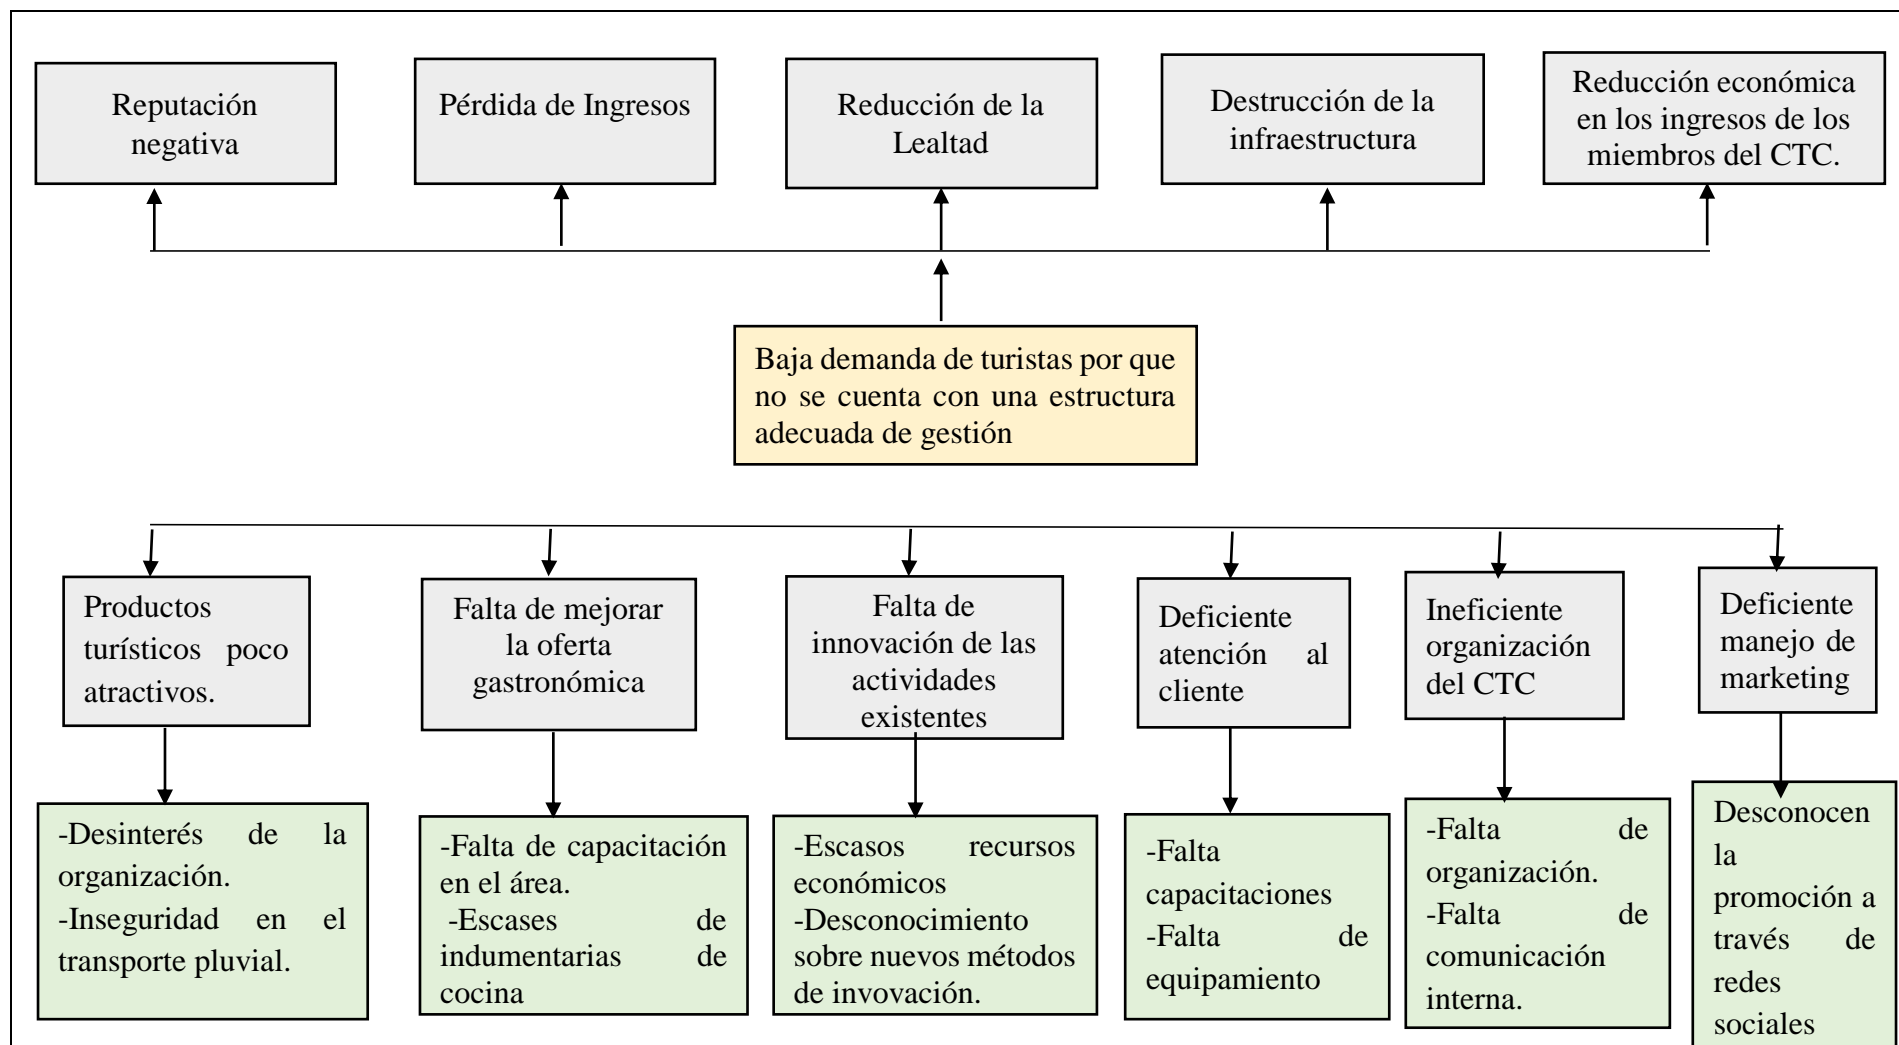 Reputación
negativa
Pérdida de Ingresos
Reducción de la
Lealtad
Destrucción de la
infraestructura
Reducción económica
en los ingresos de los
miembros del CTC.
Baja demanda de turistas por que
no se cuenta con una estructura
adecuada de gestión
Productos
turísticos poco
atractivos.
Falta de mejorar
la oferta
gastronómica
Falta de
innovación de las
actividades
existentes
Deficiente
atención al
cliente
Ineficiente
organización
del CTC
Deficiente
manejo de
marketing
-Desinterés de la
organización.
-Inseguridad en el
transporte pluvial.
-Falta de capacitación
en el área.
-Escases de
indumentarias de
cocina
-Escasos recursos
económicos
-Desconocimiento
sobre nuevos métodos
de invovación.
-Falta
capacitaciones
-Falta de
equipamiento
-Falta de
organización.
-Falta de
comunicación
interna.
Desconocen
la
promoción a
través de
redes
sociales